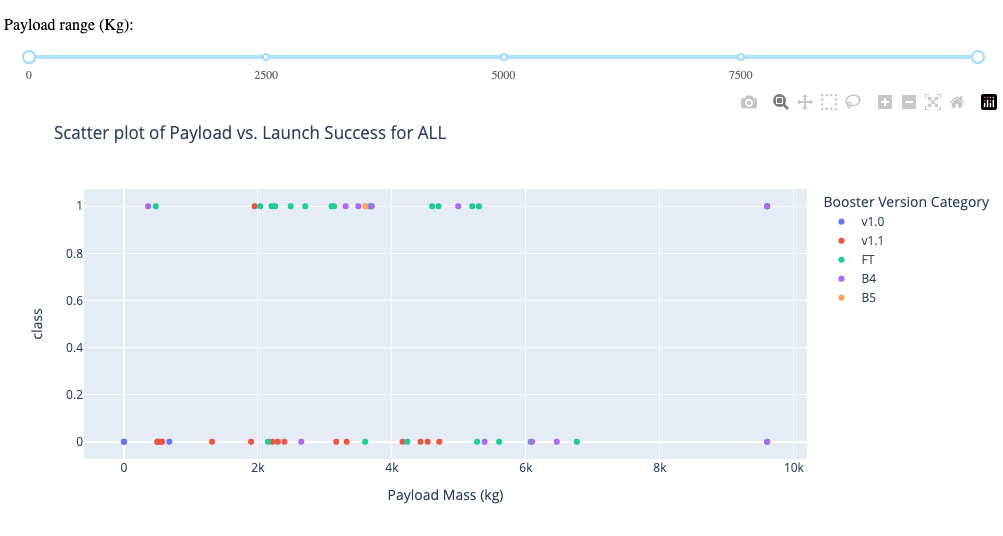 Payload range (Kg):
0 2500 5000 7500
Scatter plot of Payload vs. Launch Success for ALL
Booster Version Category
v1.0
v1.1
FT
B4
B5
1
0.8
0.6
0.4
0.2
0
class
0 2k 4k 6k 8k 10k
Payload Mass (kg)